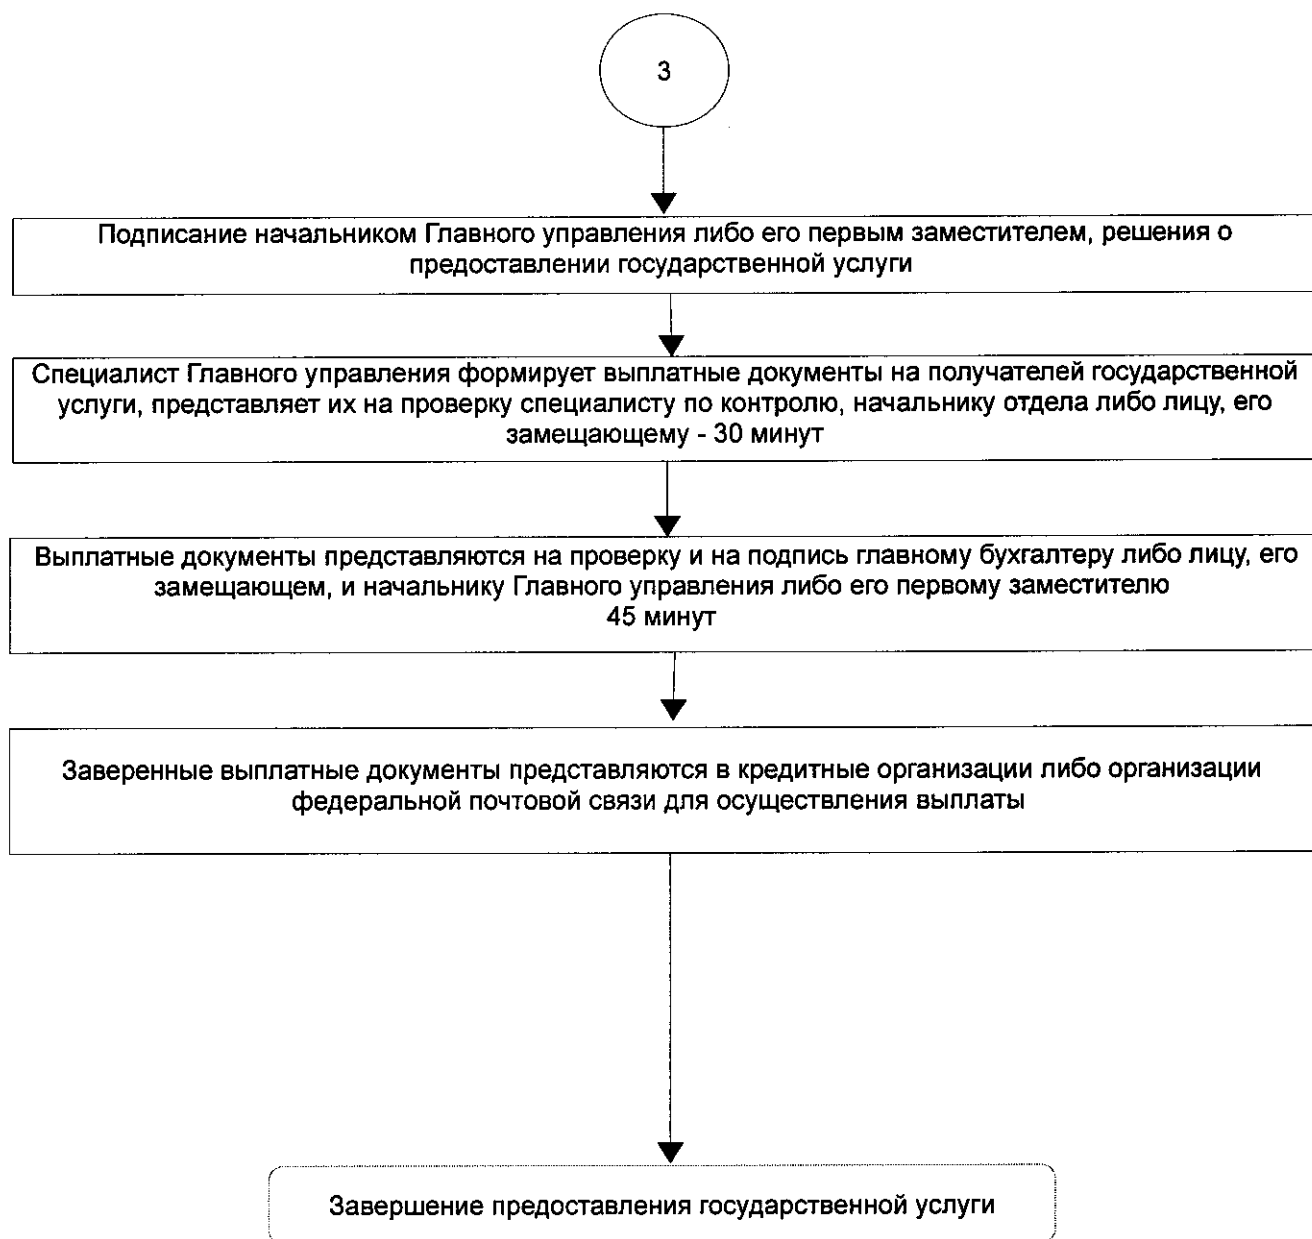 3
Подписание начальником Главного управления либо его первым заместителем, решения о
предоставлении государственной услуги
Специалист Главного управления формирует выплатные документы на получателей государственной
услуги, представляет их на проверку специалисту по контролю, начальнику отдела либо лицу, его
замещающему - 30 минут
Выплатные документы представляются на проверку и на подпись главному бухгалтеру либо лицу, его
замещающем, и начальнику Главного управления либо его первому заместителю
45 минут
Заверенные выплатные документы представляются в кредитные организации либо организации
федеральной почтовой связи для осуществления выплаты
Завершение предоставления государственной услуги